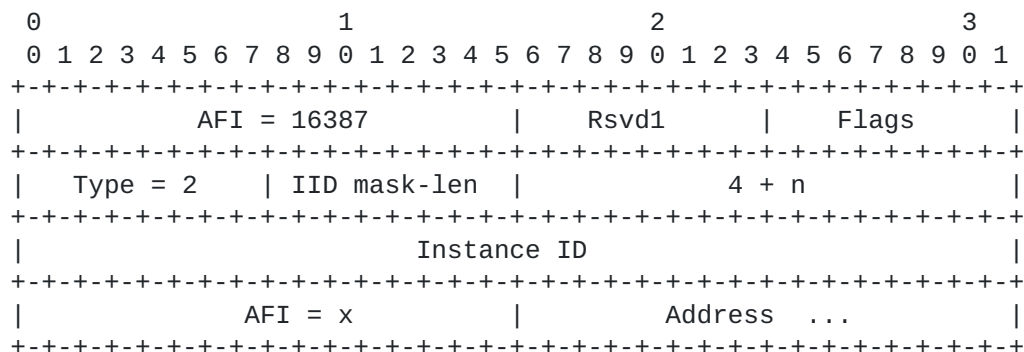 0                   1                   2                   3
 0 1 2 3 4 5 6 7 8 9 0 1 2 3 4 5 6 7 8 9 0 1 2 3 4 5 6 7 8 9 0 1
+-+-+-+-+-+-+-+-+-+-+-+-+-+-+-+-+-+-+-+-+-+-+-+-+-+-+-+-+-+-+-+-+
|           AFI = 16387         |    Rsvd1      |    Flags      |
+-+-+-+-+-+-+-+-+-+-+-+-+-+-+-+-+-+-+-+-+-+-+-+-+-+-+-+-+-+-+-+-+
|   Type = 2    | IID mask-len  |             4 + n             |
+-+-+-+-+-+-+-+-+-+-+-+-+-+-+-+-+-+-+-+-+-+-+-+-+-+-+-+-+-+-+-+-+
|                         Instance ID                           |
+-+-+-+-+-+-+-+-+-+-+-+-+-+-+-+-+-+-+-+-+-+-+-+-+-+-+-+-+-+-+-+-+
|              AFI = x          |         Address  ...          |
+-+-+-+-+-+-+-+-+-+-+-+-+-+-+-+-+-+-+-+-+-+-+-+-+-+-+-+-+-+-+-+-+